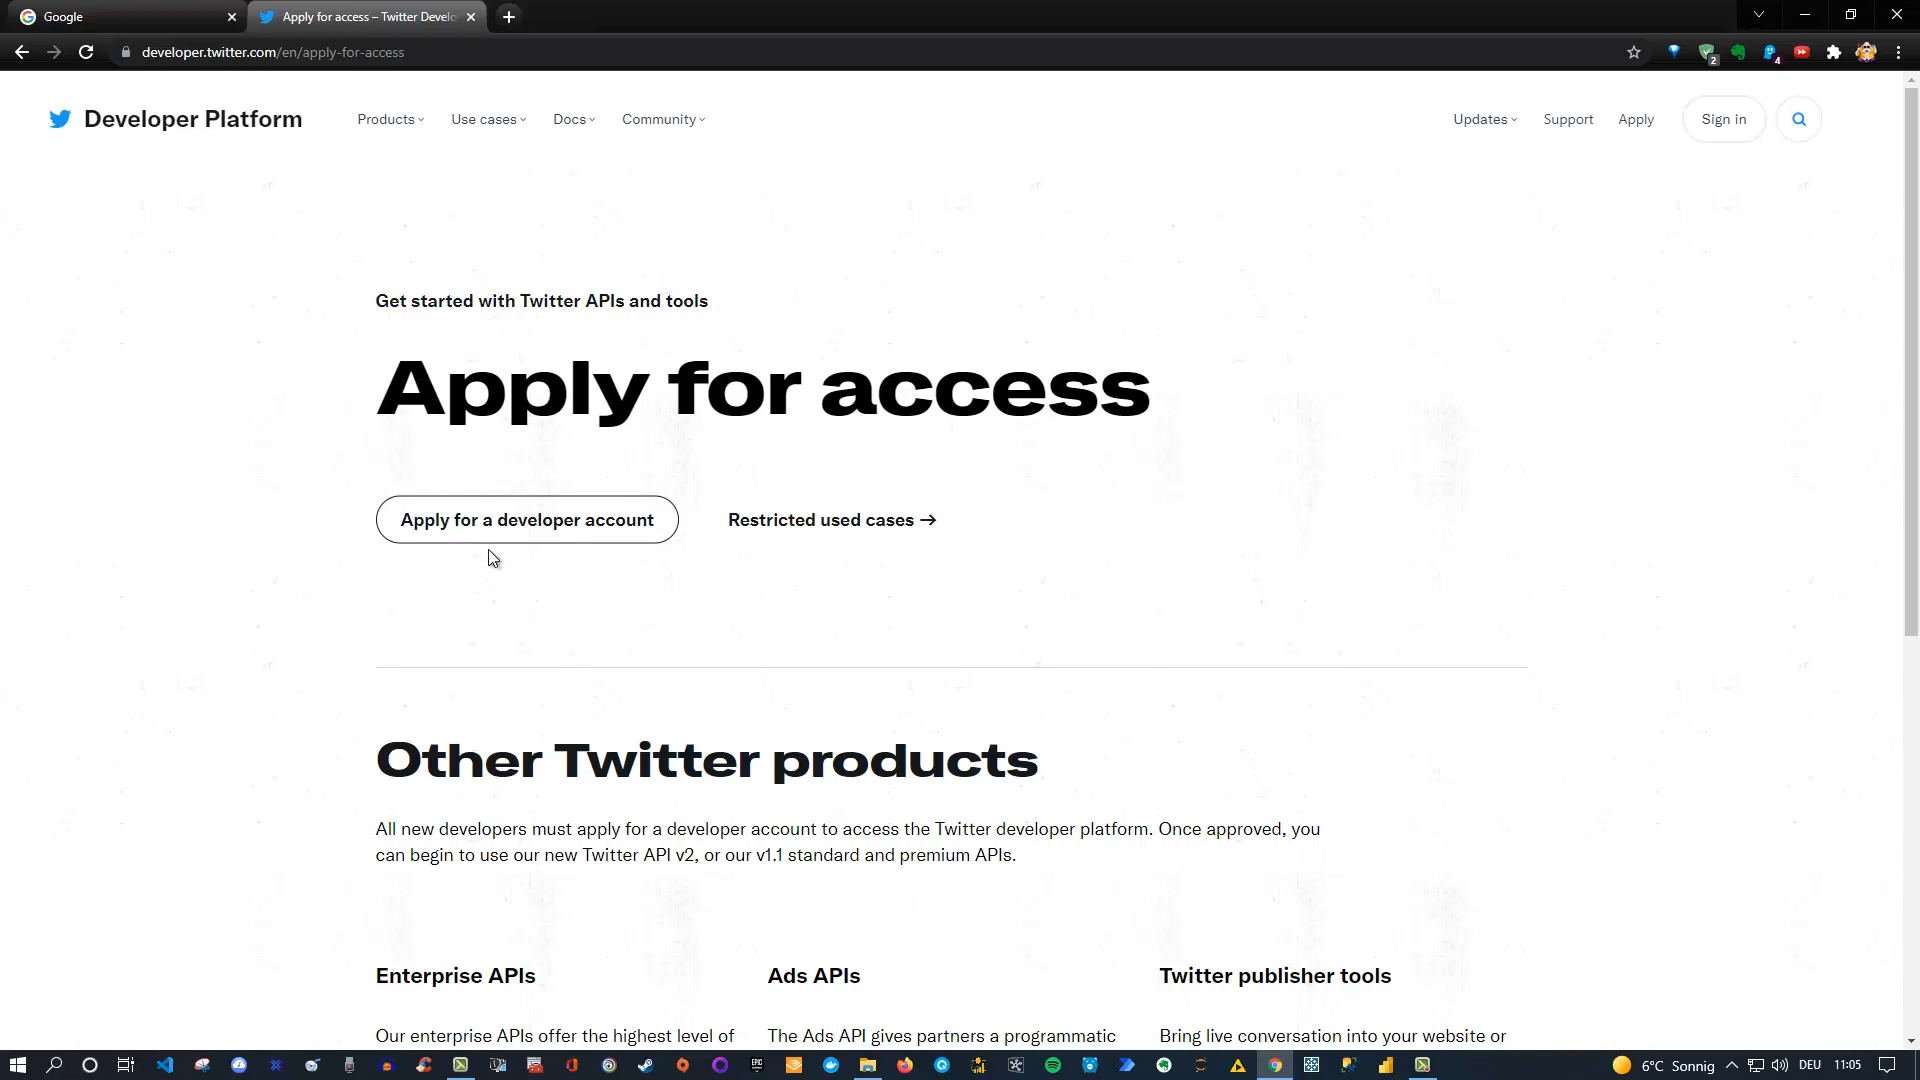 Google
Apply for access – Twitter Develo
developer.twitter.com/en/apply-for-access
2
4
Developer Platform
Products
Use cases
Docs
Community
Updates
Support
Apply
Sign in
Get started with Twitter APIs and tools
Apply for access
Apply for a developer account
Restricted used cases →
Other Twitter products
All new developers must apply for a developer account to access the Twitter developer platform. Once approved, you
can begin to use our new Twitter API v2, or our v1.1 standard and premium APIs.
Enterprise APIs
Ads APIs
Twitter publisher tools
Our enterprise APIs offer the highest level of
The Ads API gives partners a programmatic
Bring live conversation into your website or
6°C Sonnig
DEU
11:05